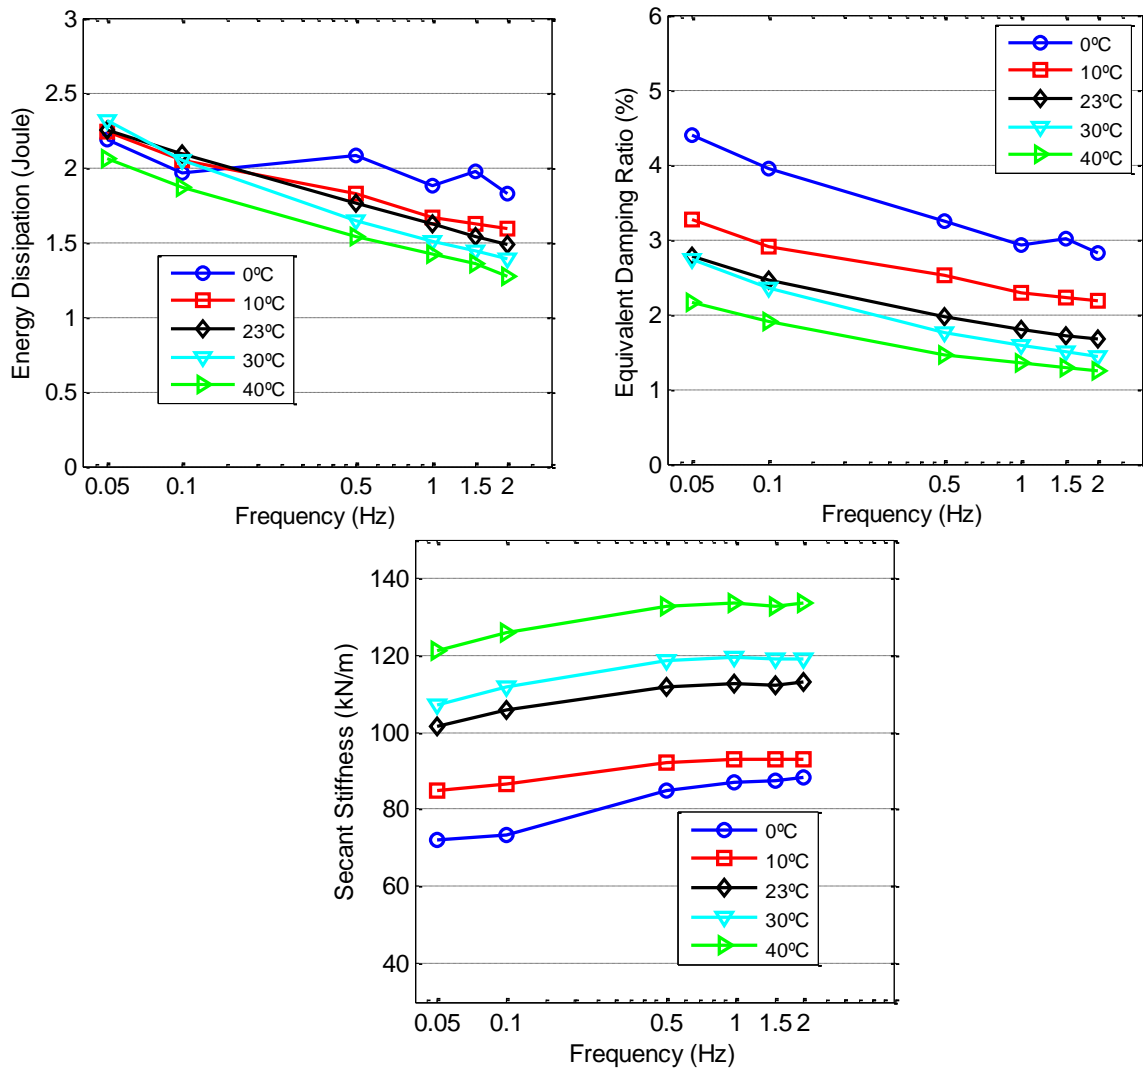 3
2.5
2
1.5
1
0.5
0
Energy Dissipation (Joule)
0ºC
10ºC
23ºC
30ºC
40ºC
0.05 0.1 0.5 1 1.5 2
Frequency (Hz)
6
5
4
3
2
1
0
Equivalent Damping Ratio (%)
0ºC
10ºC
23ºC
30ºC
40ºC
0.05 0.1 0.5 1 1.5 2
Frequency (Hz)
140
120
100
80
60
40
Secant Stiffness (kN/m)
0ºC
10ºC
23ºC
30ºC
40ºC
0.05 0.1 0.5 1 1.5 2
Frequency (Hz)